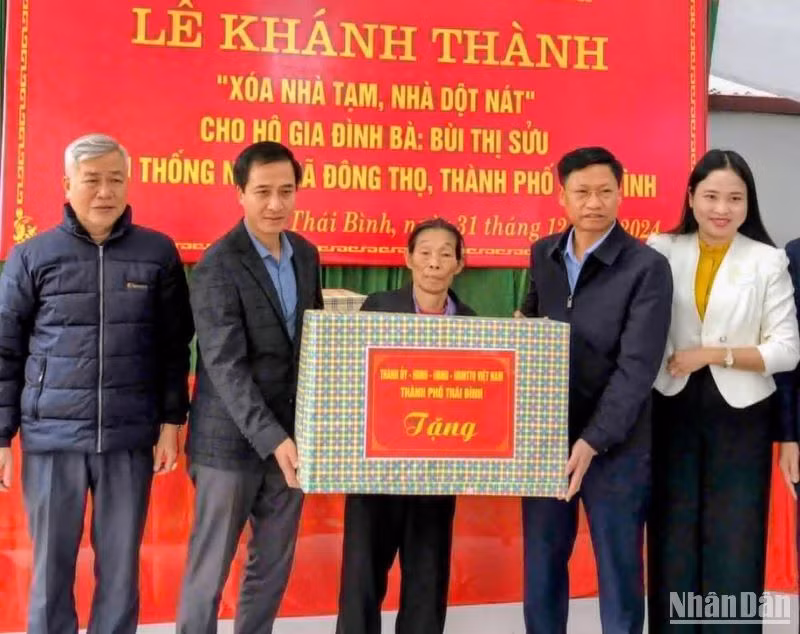 LỄ KHÁNH THÀNH
"XÓA NHÀ TẠM, NHÀ DỘT NÁT"
CHO HỘ GIA ĐÌNH BÀ: BÙI THỊ SỬU
THỐNG XÃ ĐÔNG THỌ, THÀNH PHỐ
Thái Bình, ngày 31 tháng 12 2024
THÀNH ỦY - HĐND - UBND - UBMTTQ VIỆT NAM
THÀNH PHỐ THÁI BÌNH
Tặng
NhânDân